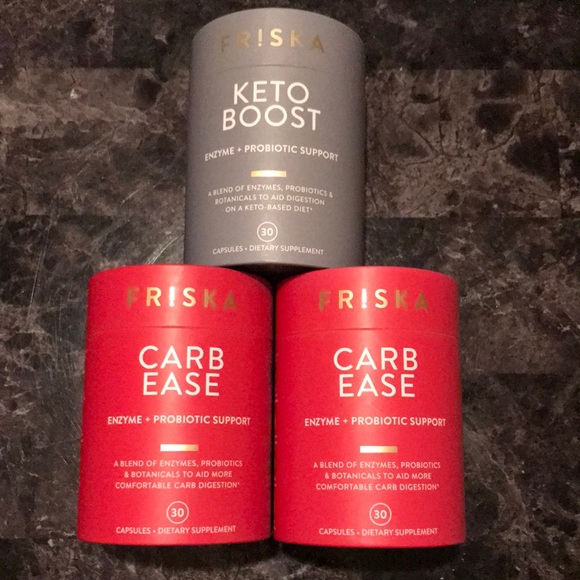 FR!SKA
KETO
BOOST
ENZYME + PROBIOTIC SUPPORT
A BLEND OF ENZYMES, PROBIOTICS &
BOTANICALS TO AID DIGESTION
ON A KETO-BASED DIET*
30
CAPSULES • DIETARY SUPPLEMENT
FR!SKA
CARB
EASE
ENZYME + PROBIOTIC SUPPORT
A BLEND OF ENZYMES, PROBIOTICS
& BOTANICALS TO AID MORE
COMFORTABLE CARB DIGESTION*
30
CAPSULES • DIETARY SUPPLEMENT
FR!SKA
CARB
EASE
ENZYME + PROBIOTIC SUPPORT
A BLEND OF ENZYMES, PROBIOTICS
& BOTANICALS TO AID MORE
COMFORTABLE CARB DIGESTION*
30
CAPSULES • DIETARY SUPPLEMENT